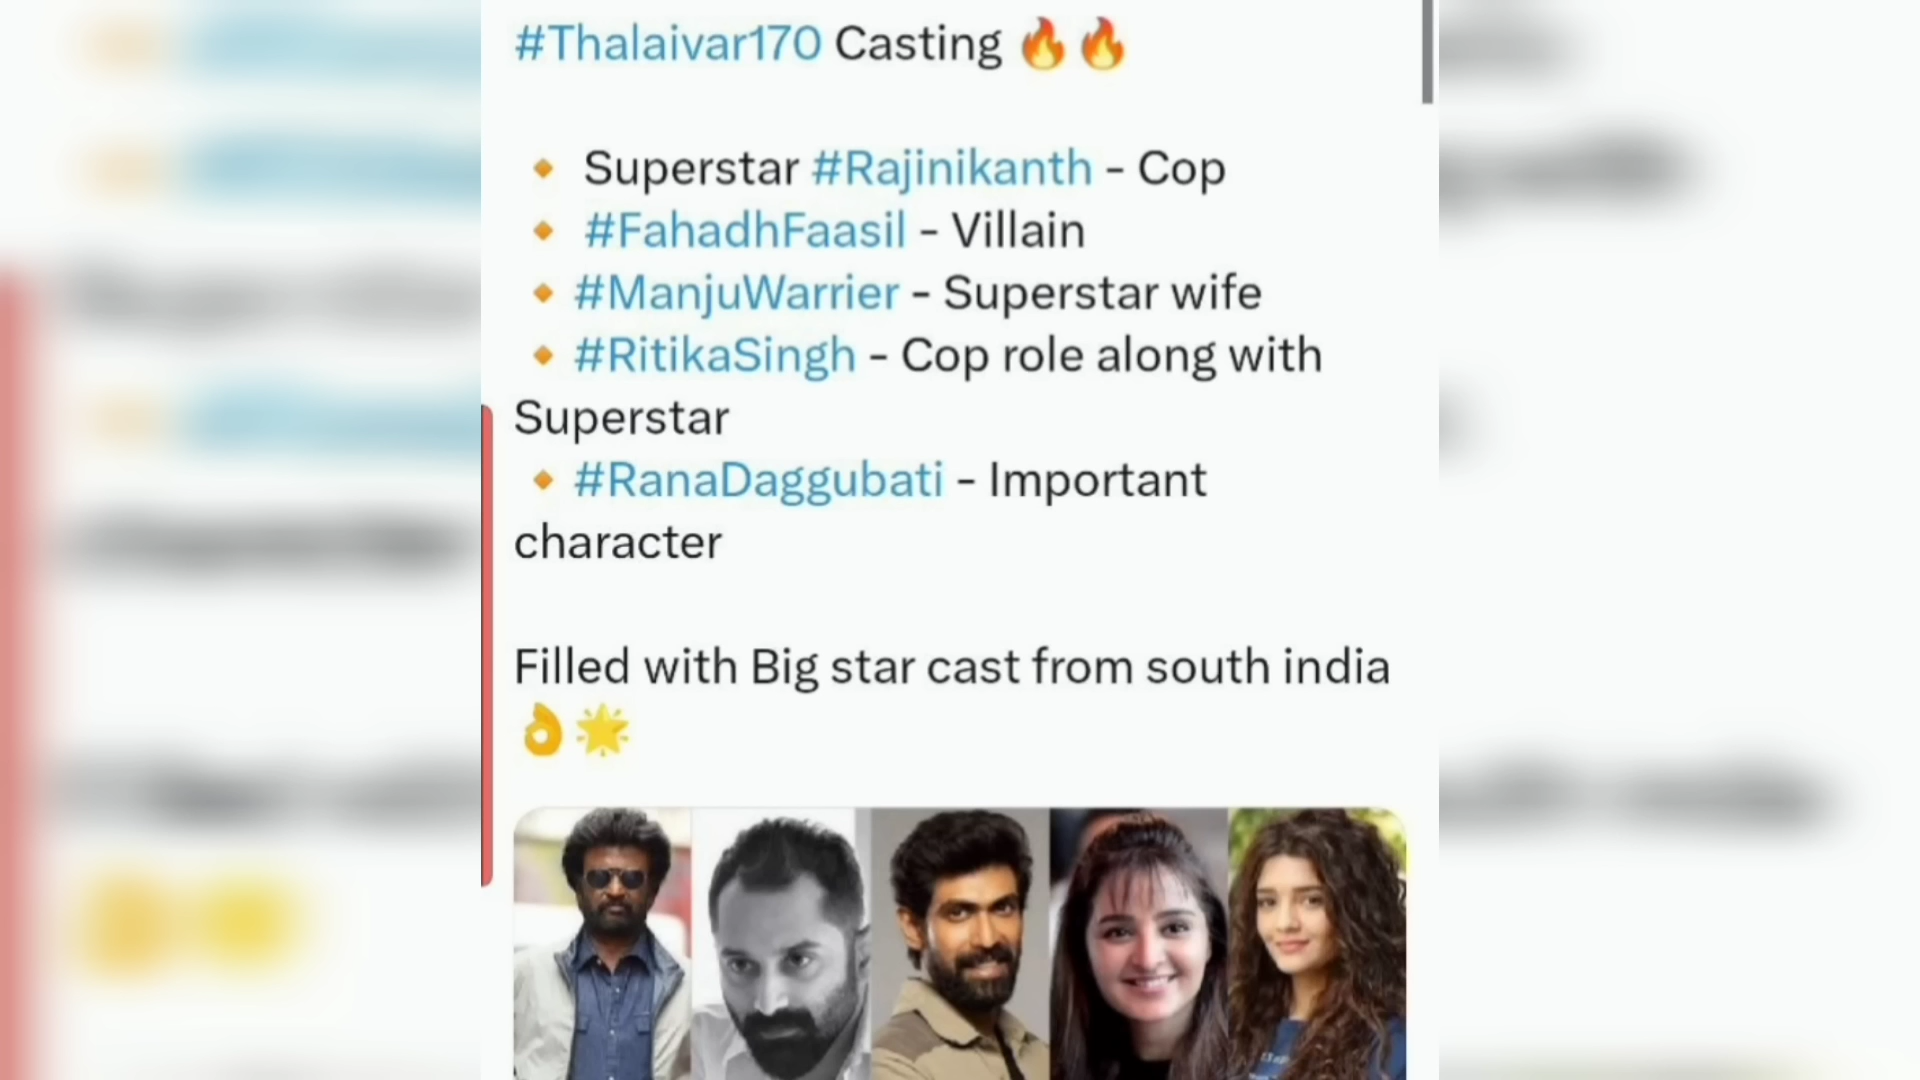 #Thalaivar170 Casting 🔥🔥
🔸 Superstar #Rajinikanth - Cop
🔸 #FahadhFaasil - Villain
🔸 #ManjuWarrier - Superstar wife
🔸 #RitikaSingh - Cop role along with
Superstar
🔸 #RanaDaggubati - Important
character
Filled with Big star cast from south india
👌🌟